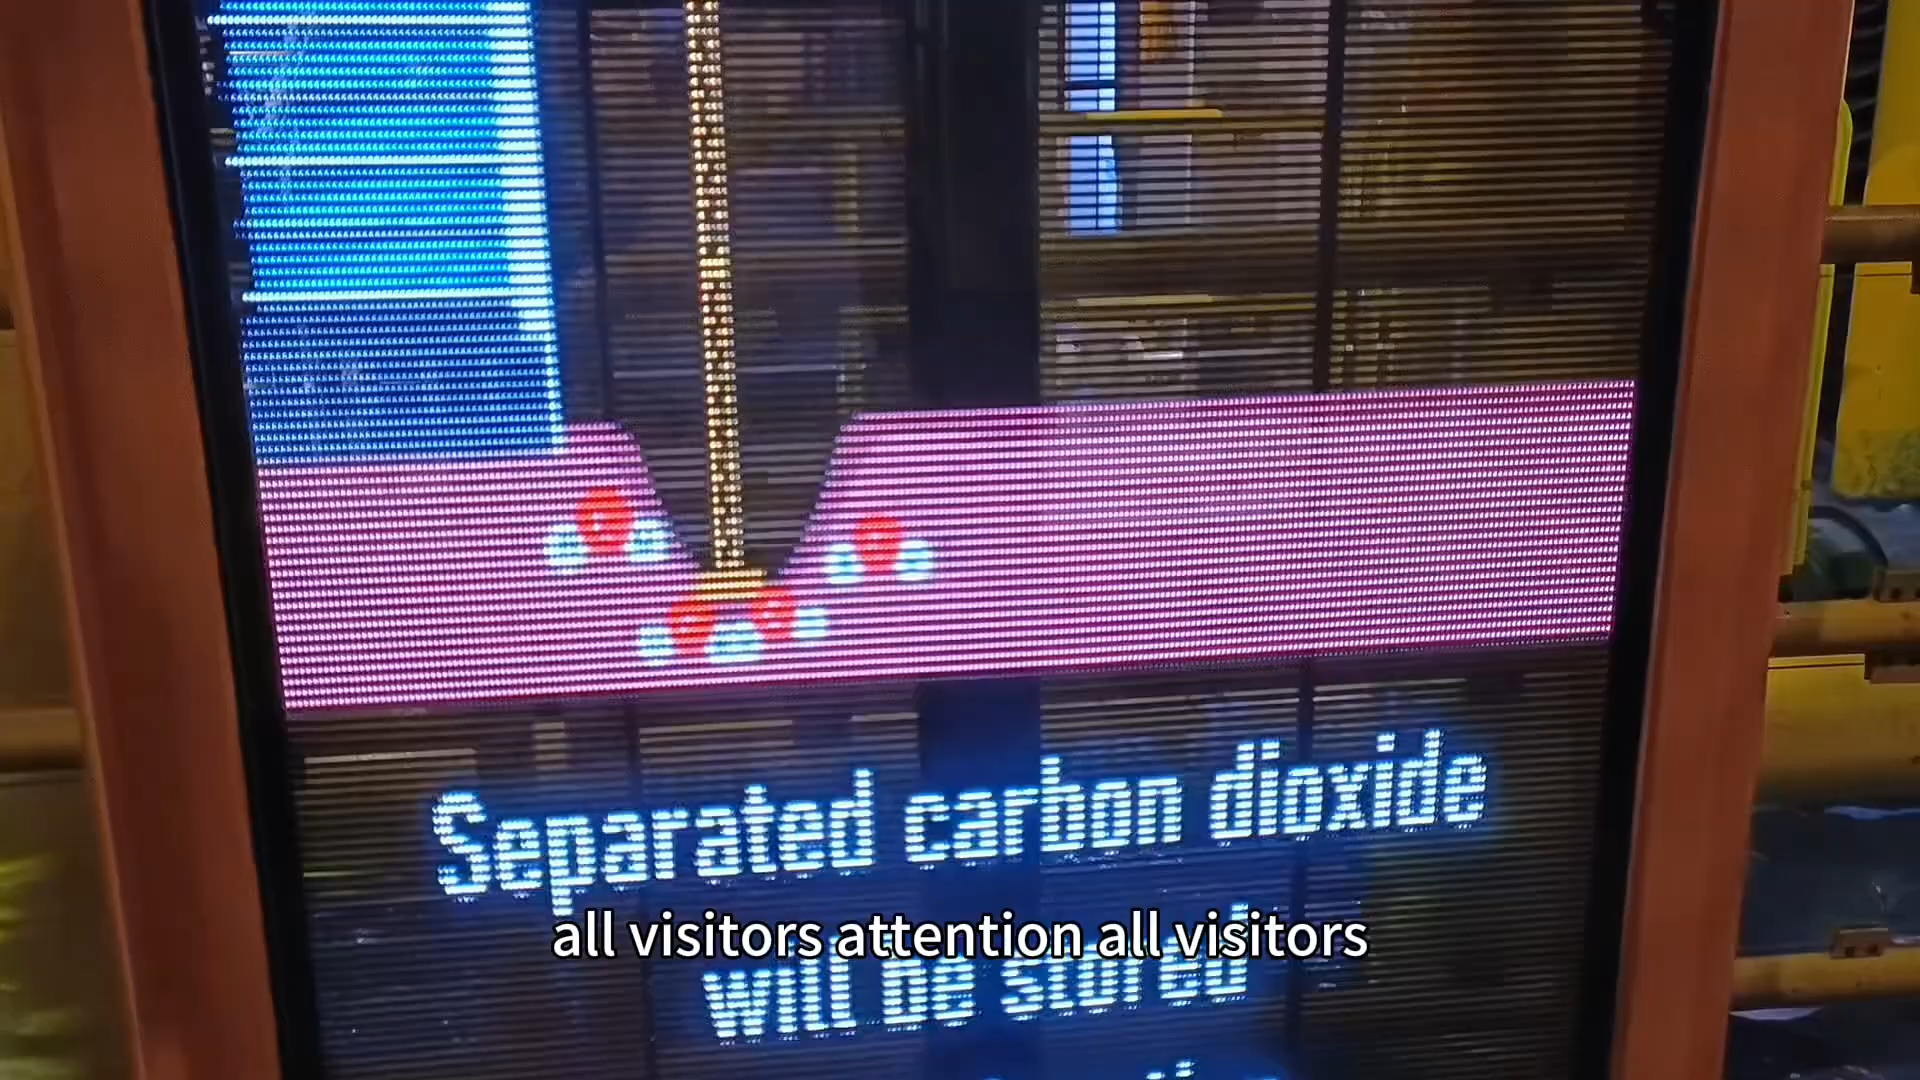 Separated carbon dioxide
all visitors attention all visitors
will be stored